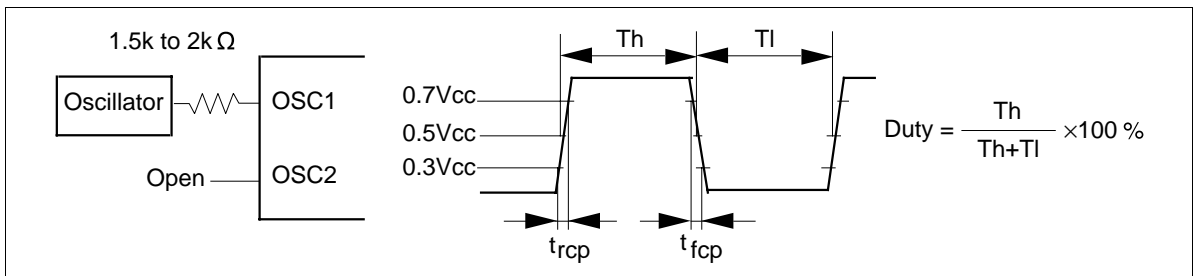 1.5k to 2k Ω
Oscillator
OSC1
Open
OSC2
Th
Tl
0.7Vcc
0.5Vcc
0.3Vcc
trcp
tfcp
Duty = Th / Th+Tl ×100 %